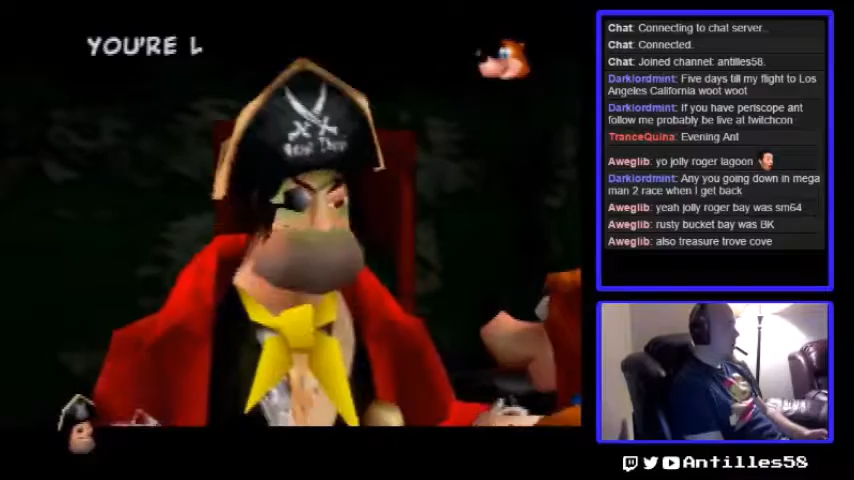 YOU'RE L
Chat: Connecting to chat server..
Chat: Connected.
Chat: Joined channel: antilles58.
Darklordmint: Five days till my flight to Los
Angeles California woot woot
Darklordmint: If you have periscope ant
follow me probably be live at twitchcon
TranceQuina: Evening Ant
Aweglib: yo jolly roger lagoon
Darklordmint: Any you going down in mega
man 2 race when I get back
Aweglib: yeah jolly roger bay was sm64
Aweglib: rusty bucket bay was BK
Aweglib: also treasure trove cove
Antilles58